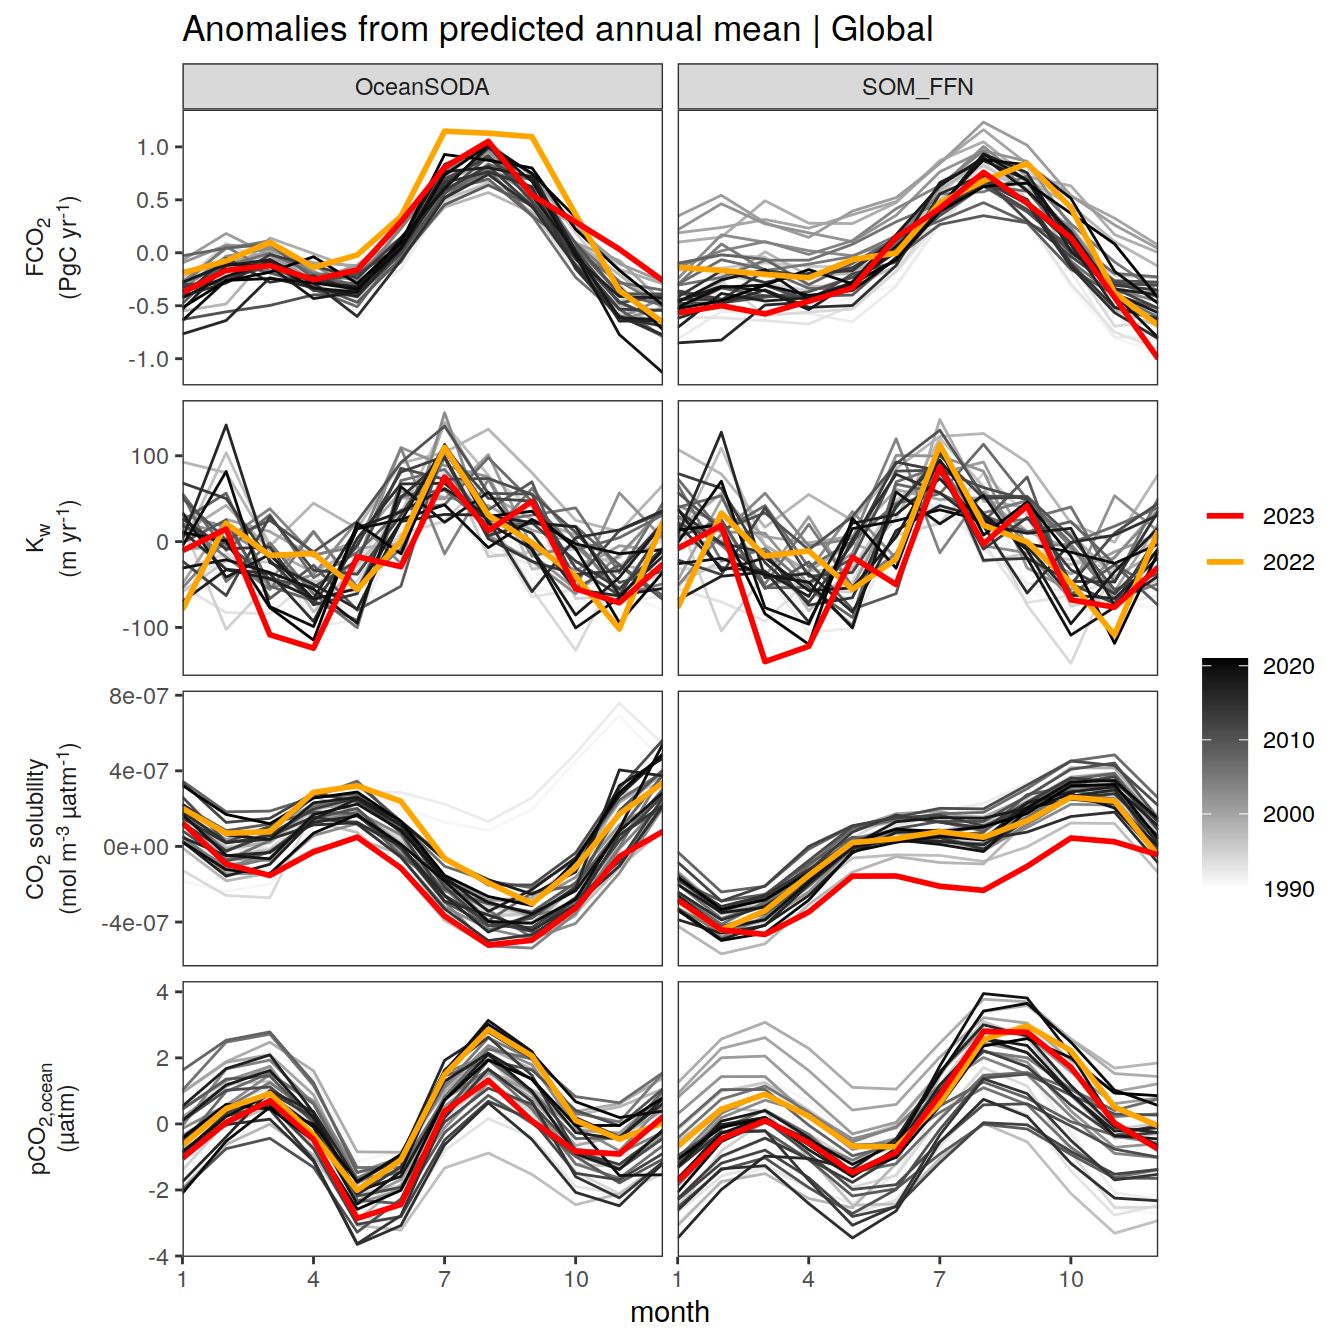 Anomalies from predicted annual mean | Global
OceanSODA
SOM_FFN
FCO₂
(PgC yr⁻¹)
1.0
0.5
0.0
-0.5
-1.0
K_w
(m yr⁻¹)
100
0
-100
CO₂ solubility
(mol m⁻³ µatm⁻¹)
8e-07
4e-07
0e+00
-4e-07
pCO₂,ocean
(µatm)
4
2
0
-2
-4
1 4 7 10
1 4 7 10
month
2023
2022
2020
2010
2000
1990